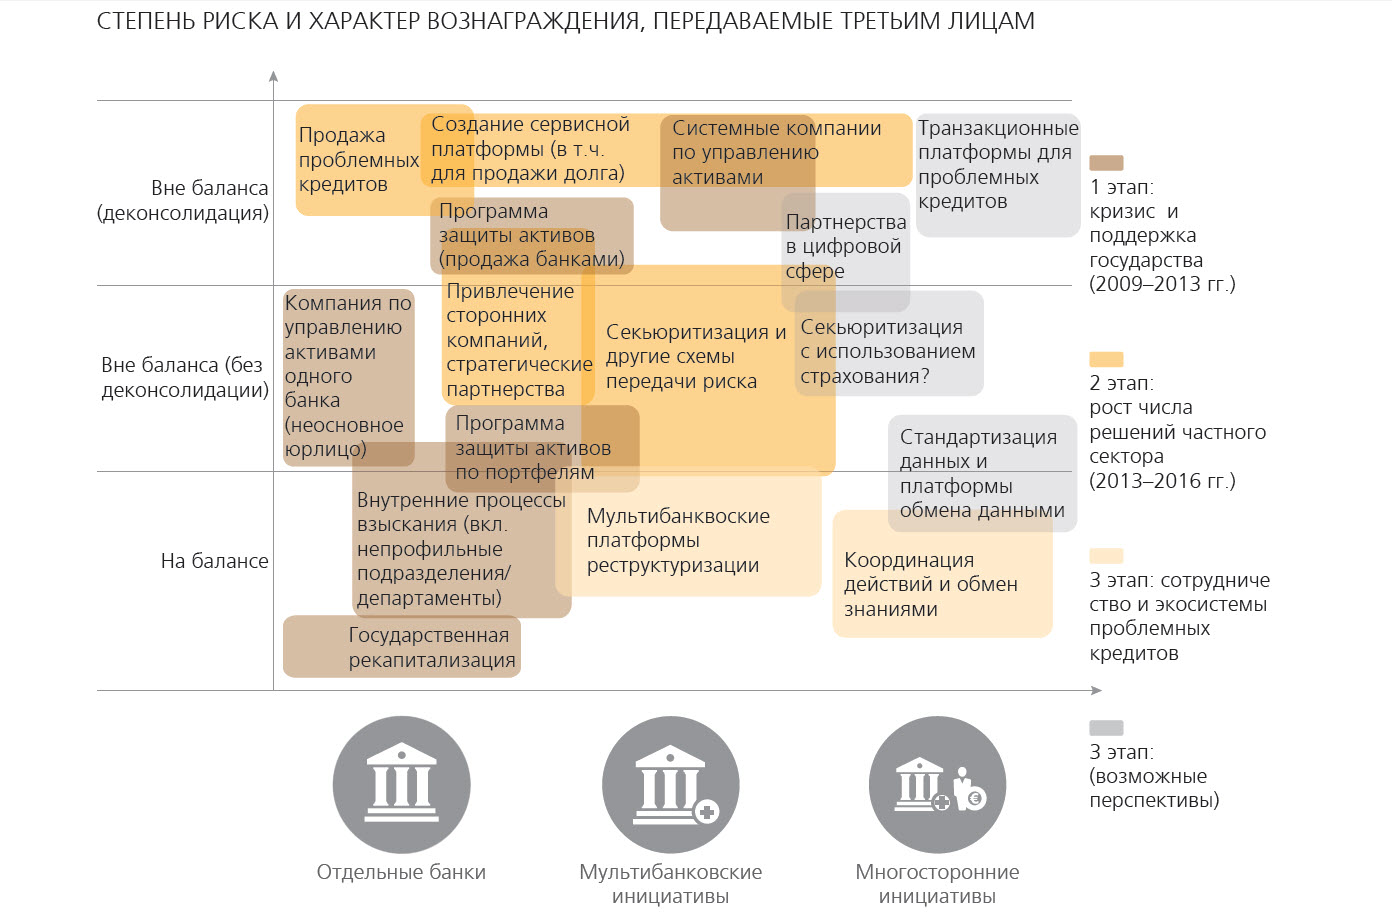 СТЕПЕНЬ РИСКА И ХАРАКТЕР ВОЗНАГРАЖДЕНИЯ, ПЕРЕДАВАЕМЫЕ ТРЕТЬИМ ЛИЦАМ
Вне баланса
(деконсолидация)
Продажа
проблемных
кредитов
Создание сервисной
платформы (в т.ч.
для продажи долга)
Системные компании
по управлению
активами
Транзакционные
платформы для
проблемных
кредитов
Программа
защиты активов
(продажа банками)
Партнерства
в цифровой
сфере
Вне баланса (без
деконсолидации)
Компания по
управлению
активами
одного
банка
(неосновное
юрлицо)
Привлечение
сторонних
компаний,
стратегические
партнерства
Секьюритизация и
другие схемы
передачи риска
Секьюритизация
с использованием
страхования?
Программа
защиты активов
по портфелям
Стандартизация
данных и
платформы
обмена данными
На балансе
Внутренние процессы
взыскания (вкл.
непрофильные
подразделения/
департаменты)
Мультибанквоские
платформы
реструктуризации
Координация
действий и обмен
знаниями
Государственная
рекапитализация
1 этап:
кризис и
поддержка
государства
(2009–2013 гг.)
2 этап:
рост числа
решений частного
сектора
(2013–2016 гг.)
3 этап: сотрудниче
ство и экосистемы
проблемных
кредитов
3 этап:
(возможные
перспективы)
€
Отдельные банки
Мультибанковские
инициативы
Многосторонние
инициативы